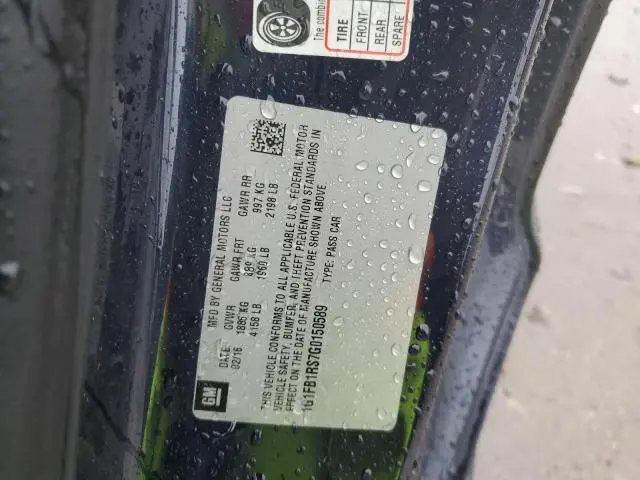 The combin
TIRE
FRONT
REAR
SPARE
GM
MFD BY GENERAL MOTORS LLC
DATE GVWR GAWR FRT GAWR RR
02/16 1886 KG 889 KG 997 KG
4158 LB 1960 LB 2198 LB
THIS VEHICLE CONFORMS TO ALL APPLICABLE U.S. FEDERAL MOTOR
VEHICLE SAFETY, BUMPER, AND THEFT PREVENTION STANDARDS IN
EFFECT ON THE DATE OF MANUFACTURE SHOWN ABOVE
1G1FB1RS7G0150589 TYPE: PASS CAR